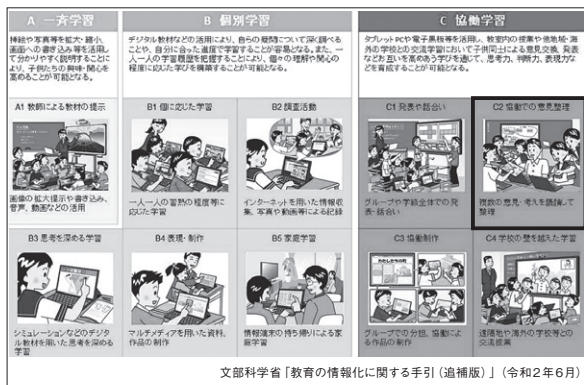 A 一斉学習
挿絵や写真等を拡大・縮小、
画面への書き込み等を活用し
て分かりやすく説明することに
より、子供たちの興味・関心を
高めることが可能となる。
B 個別学習
デジタル教材などの活用により、自らの疑問について深く調べる
ことや、自分に合った進度で学習することが容易となる。また、一
人一人の学習履歴を把握することにより、個々の理解や関心の
程度に応じた学びを構築することが可能となる。
C 協働学習
タブレットPCや電子黒板等を活用し、教室内の授業や他地域・海
外の学校との交流学習において子供同士による意見交換、発表
などお互いを高めあう学びを通じて、思考力、判断力、表現力な
どを育成することが可能となる。
A1 教師による教材の提示
画像の拡大提示や書き込み、
音声、動画などの活用
B1 個に応じた学習
一人一人の習熟の程度等に
応じた学習
B2 調査活動
インターネットを用いた情報収
集、写真や動画等による記録
C1 発表や話合い
グループや学級全体での発
表・話合い
C2 協働での意見整理
複数の意見・考えを議論して
整理
B3 思考を深める学習
シミュレーションなどのデジタ
ル教材を用いた思考を深める
学習
B4 表現・制作
マルチメディアを用いた資料、
作品の制作
B5 家庭学習
情報端末の持ち帰りによる家
庭学習
C3 協働制作
わたしたちの町
グループでの分担、協働によ
る作品の制作
C4 学校の壁を越えた学習
遠隔地や海外の学校等との
交流授業
文部科学省「教育の情報化に関する手引(追補版)」(令和2年6月)